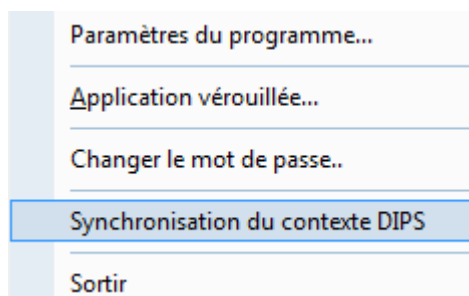 Paramètres du programme...
Application vérouillée...
Changer le mot de passe..
Synchronisation du contexte DIPS
Sortir